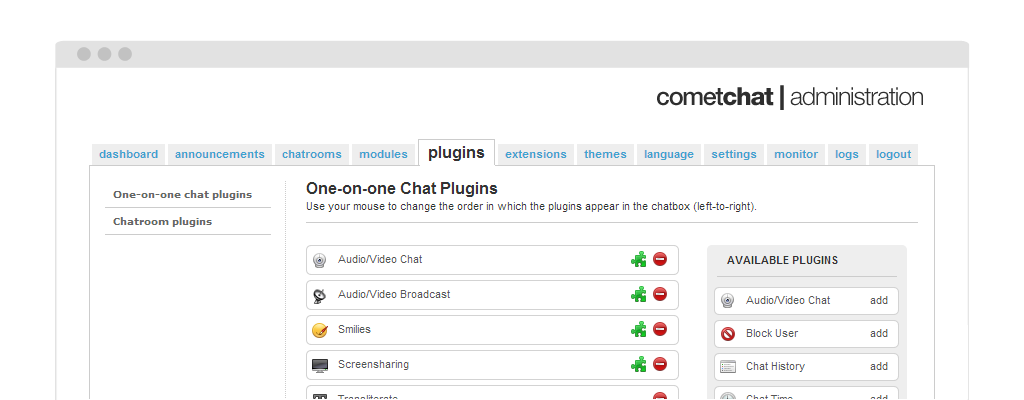 cometchat | administration
dashboard announcements chatrooms modules plugins extensions themes language settings monitor logs logout
One-on-one chat plugins
Chatroom plugins
One-on-one Chat Plugins
Use your mouse to change the order in which the plugins appear in the chatbox (left-to-right).
Audio/Video Chat
Audio/Video Broadcast
Smilies
Screensharing
Transliterate
AVAILABLE PLUGINS
Audio/Video Chat add
Block User add
Chat History add
Chat Time add